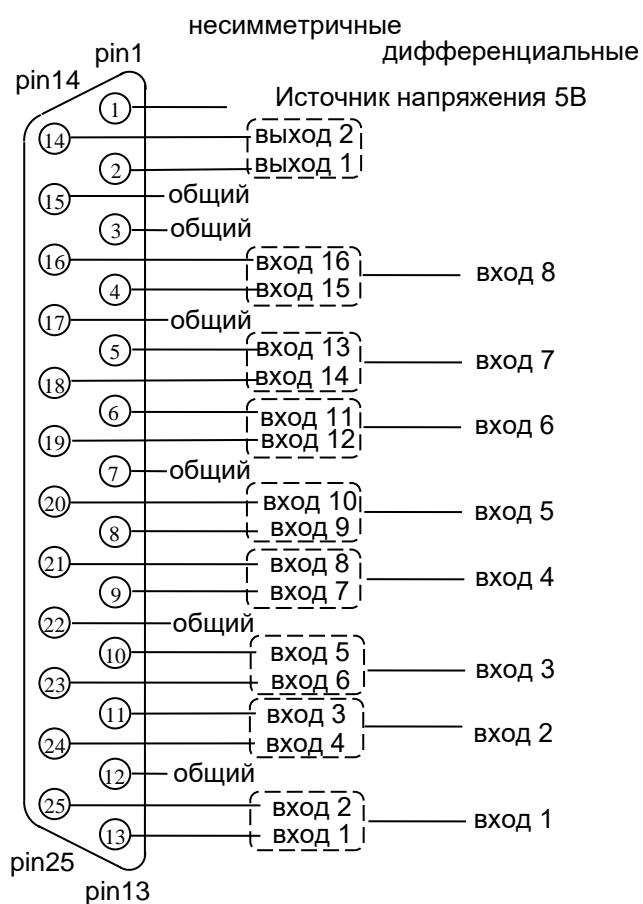 несимметричные
дифференциальные
pin1
pin14
1 Источник напряжения 5В
14 выход 2
2 выход 1
15 общий
3 общий
16 вход 16
4 вход 15
вход 8
17 общий
5 вход 13
18 вход 14
вход 7
6 вход 11
19 вход 12
вход 6
7 общий
20 вход 10
8 вход 9
вход 5
21 вход 8
9 вход 7
вход 4
22 общий
10 вход 5
23 вход 6
вход 3
11 вход 3
24 вход 4
вход 2
12 общий
25 вход 2
13 вход 1
вход 1
pin25
pin13